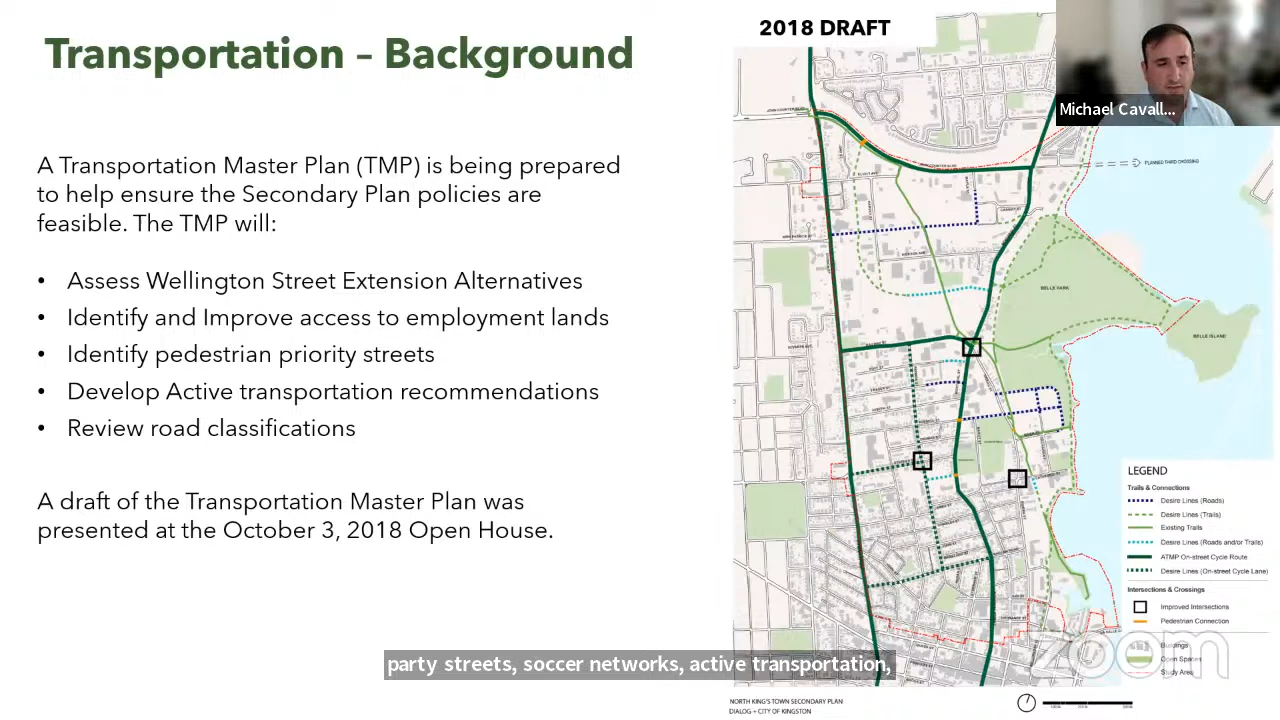 Transportation – Background
2018 DRAFT
Michael Cavall...
A Transportation Master Plan (TMP) is being prepared
to help ensure the Secondary Plan policies are
feasible. The TMP will:
• Assess Wellington Street Extension Alternatives
• Identify and Improve access to employment lands
• Identify pedestrian priority streets
• Develop Active transportation recommendations
• Review road classifications
A draft of the Transportation Master Plan was
presented at the October 3, 2018 Open House.
PLANNED THIRD CROSSING
BELLE PARK
BELLE ISLAND
LEGEND
Trails & Connections
Desire Lines (Roads)
Desire Lines (Trails)
Existing Trails
Desire Lines (Roads and/or Trails)
ATMP On-street Cycle Route
Desire Lines (On-street Cycle Lane)
Intersections & Crossings
Improved Intersections
Pedestrian Connection
Buildings
Open Spaces
Study Area
zoom
party streets, soccer networks, active transportation,
NORTH KING'S TOWN SECONDARY PLAN
DIALOG + CITY OF KINGSTON